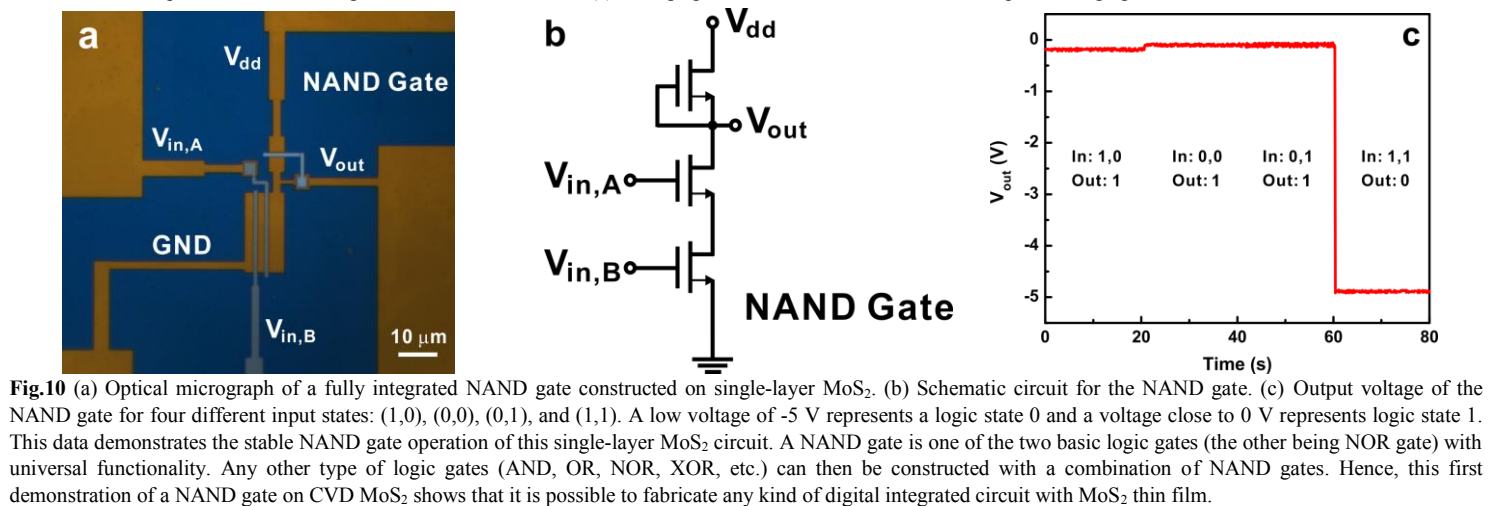 a
V_dd
NAND Gate
V_in,A
V_out
GND
V_in,B
10 μm
b
V_dd
V_out
V_in,A
V_in,B
NAND Gate
c
V_out (V)
0
-1
-2
-3
-4
-5
In: 1,0
Out: 1
In: 0,0
Out: 1
In: 0,1
Out: 1
In: 1,1
Out: 0
0 20 40 60 80
Time (s)
Fig.10 (a) Optical micrograph of a fully integrated NAND gate constructed on single-layer MoS₂. (b) Schematic circuit for the NAND gate. (c) Output voltage of the
NAND gate for four different input states: (1,0), (0,0), (0,1), and (1,1). A low voltage of -5 V represents a logic state 0 and a voltage close to 0 V represents logic state 1.
This data demonstrates the stable NAND gate operation of this single-layer MoS₂ circuit. A NAND gate is one of the two basic logic gates (the other being NOR gate) with
universal functionality. Any other type of logic gates (AND, OR, NOR, XOR, etc.) can then be constructed with a combination of NAND gates. Hence, this first
demonstration of a NAND gate on CVD MoS₂ shows that it is possible to fabricate any kind of digital integrated circuit with MoS₂ thin film.